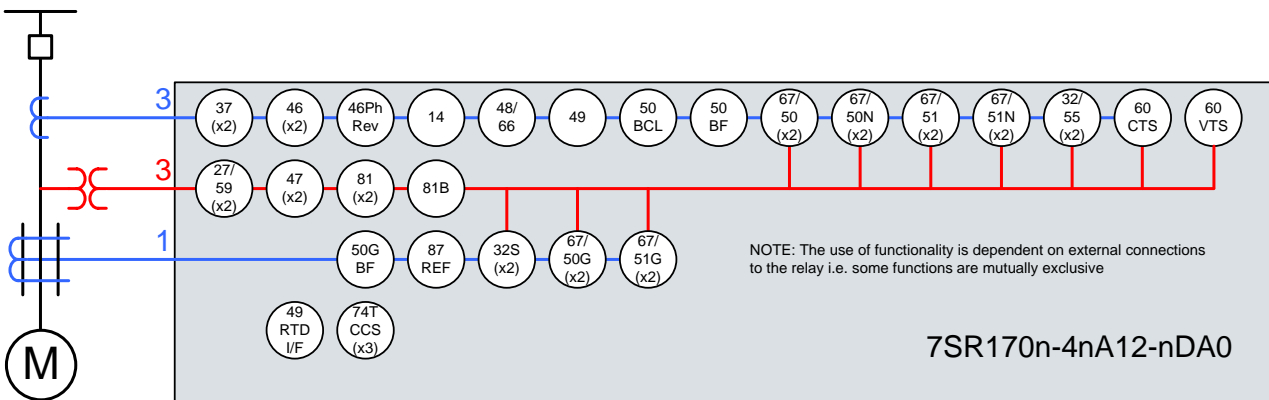 3
37
(x2)
46
(x2)
46Ph
Rev
14
48/
66
49
50
BCL
50
BF
67/
50
(x2)
67/
50N
(x2)
67/
51
(x2)
67/
51N
(x2)
32/
55
(x2)
60
CTS
60
VTS
3
27/
59
(x2)
47
(x2)
81
(x2)
81B
1
50G
BF
87
REF
32S
(x2)
67/
50G
(x2)
67/
51G
(x2)
NOTE: The use of functionality is dependent on external connections
to the relay i.e. some functions are mutually exclusive
49
RTD
I/F
74T
CCS
(x3)
7SR170n-4nA12-nDA0
M